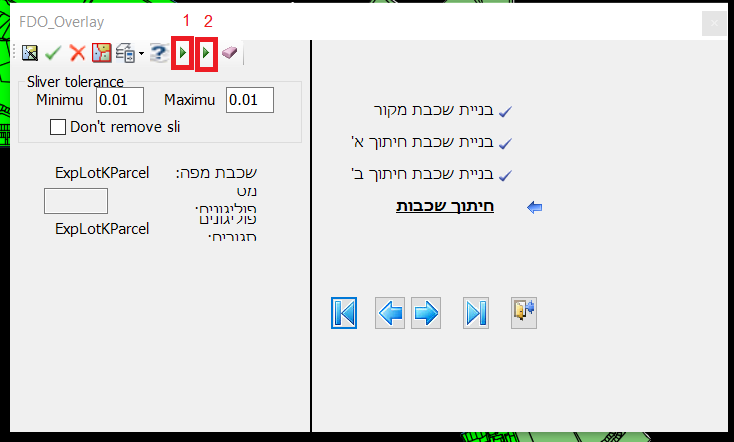 FDO_Overlay
1 2
Sliver tolerance
Minimu 0.01 Maximu 0.01
Don't remove sli
שכבת מפה: ExpLotKParcel
מט
פוליגונים:
פוליגונים
סגורים: ExpLotKParcel
בניית שכבת מקור
בניית שכבת חיתוך א'
בניית שכבת חיתוך ב'
חיתוך שכבות